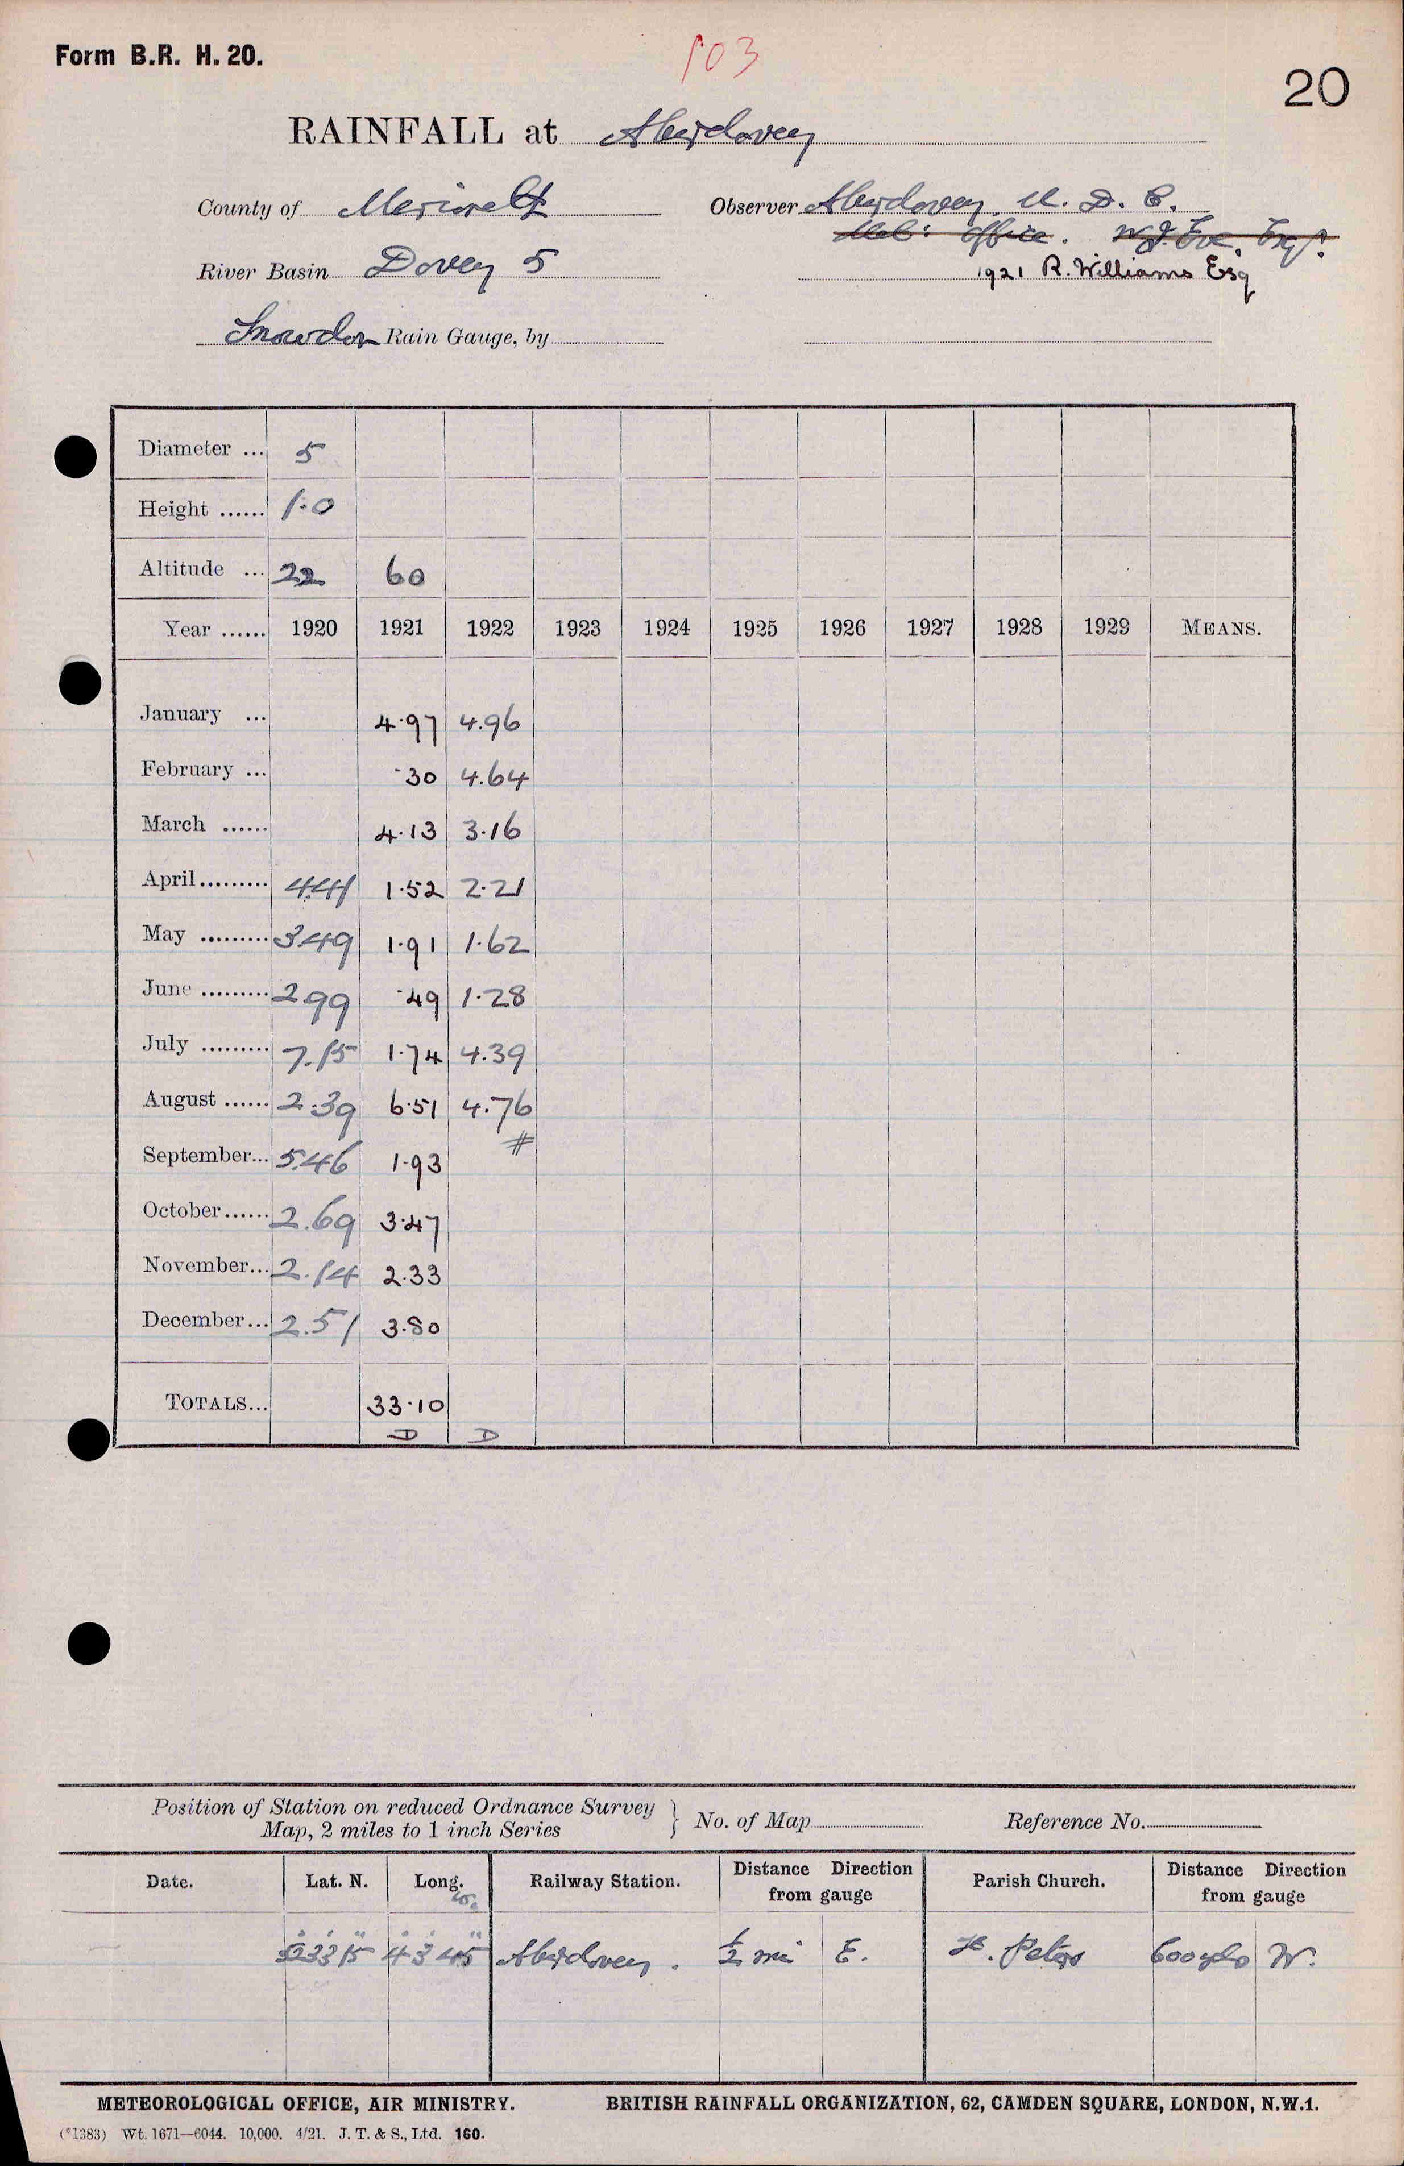 Form B.R. H. 20.
103
20
RAINFALL at Aberdovey
County of Merioneth
Observer Aberdovey U. D. C.
Met: Office. W J Eve. Esqr.
River Basin Dovey 5
1921 R. Williams Esq
Snowdon Rain Gauge, by
Diameter ... 5
Height ...... 1.0
Altitude ... 22 60
Year ...... 1920 1921 1922 1923 1924 1925 1926 1927 1928 1929 MEANS.
January ... 4.97 4.96
February ... .30 4.64
March ...... 4.13 3.16
April......... 4.41 1.52 2.21
May ......... 3.49 1.91 1.62
June ......... 2.99 .49 1.28
July ......... 7.15 1.74 4.39
August ...... 2.39 6.51 4.76
#
September... 5.46 1.93
October...... 2.69 3.47
November... 2.14 2.33
December... 2.51 3.80
TOTALS... 33.10
D D
Position of Station on reduced Ordnance Survey
Map, 2 miles to 1 inch Series
} No. of Map
Reference No.
Date. Lat. N. Long. W. Railway Station. Distance Direction from gauge Parish Church. Distance Direction from gauge
52° 33' 15" 4° 3' 45" Aberdovey. ½ mi E. St. Peters 600 yds W.
METEOROLOGICAL OFFICE, AIR MINISTRY. BRITISH RAINFALL ORGANIZATION, 62, CAMDEN SQUARE, LONDON, N.W.1.
(*1383) Wt. 1671—6044. 10,000. 4/21. J. T. & S., Ltd. 160.